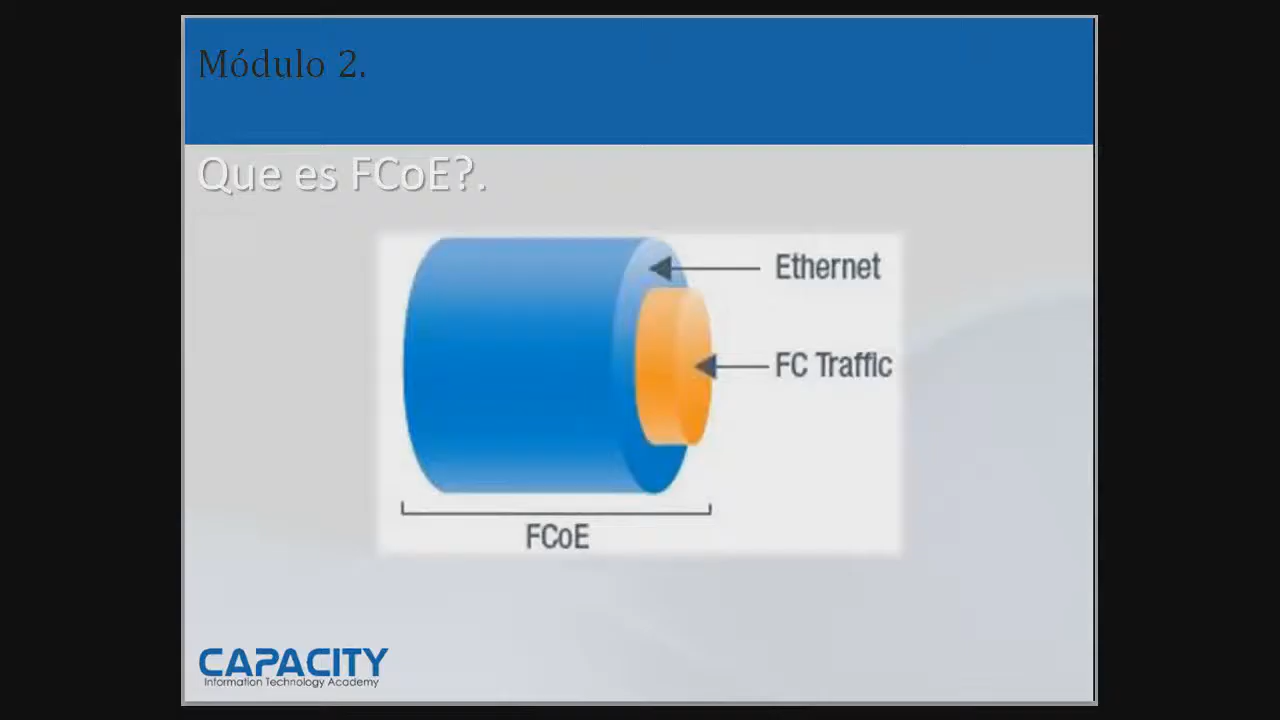 Módulo 2.
Que es FCoE?.
Ethernet
FC Traffic
FCoE
CAPACITY
Information Technology Academy